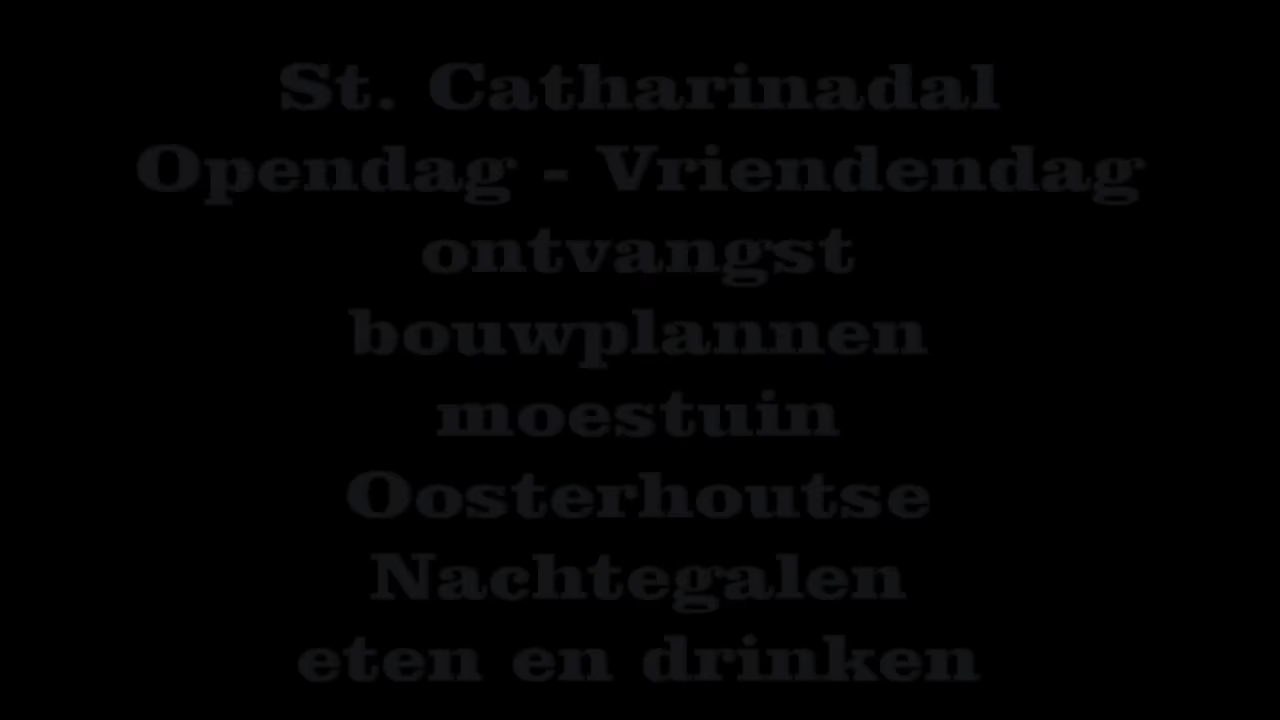 St. Catharinadal
Opendag - Vriendendag
ontvangst
bouwplannen
moestuin
Oosterhoutse
Nachtegalen
eten en drinken